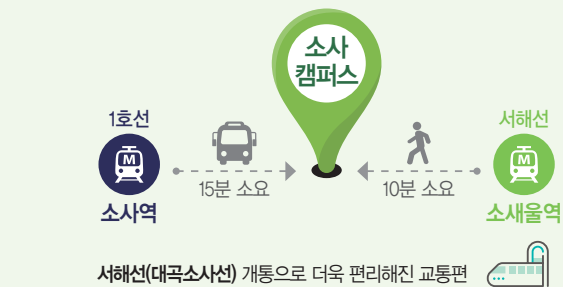 소사
캠퍼스
1호선
서해선
M
M
15분 소요
10분 소요
소사역
소새울역
서해선(대곡소사선) 개통으로 더욱 편리해진 교통편